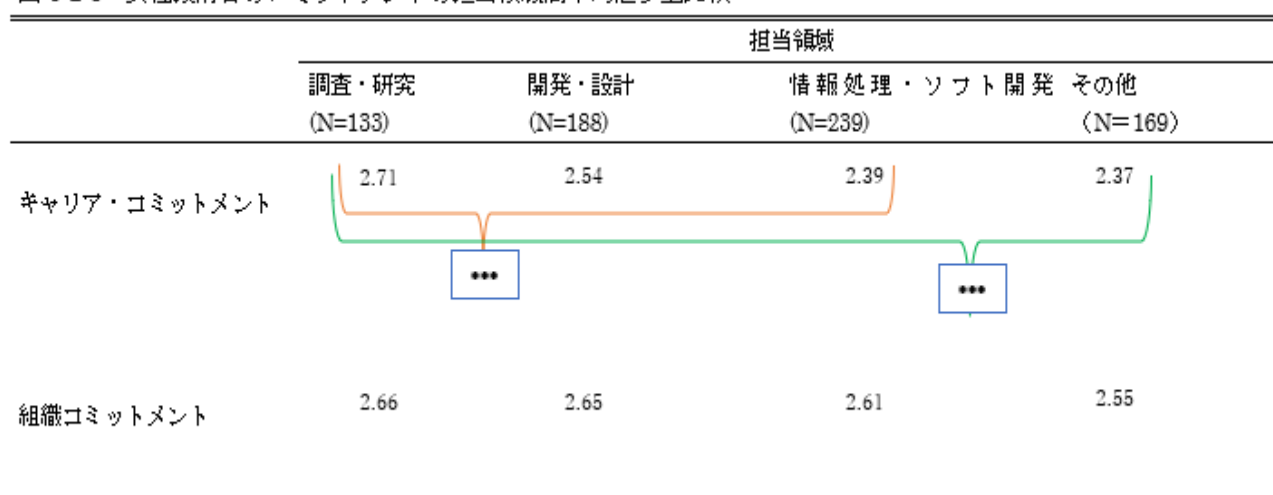 担当領域
調査・研究 開発・設計 情報処理・ソフト開発 その他
(N=133) (N=188) (N=239) (N=169)
キャリア・コミットメント 2.71 2.54 2.39 2.37
*** ***
組織コミットメント 2.66 2.65 2.61 2.55